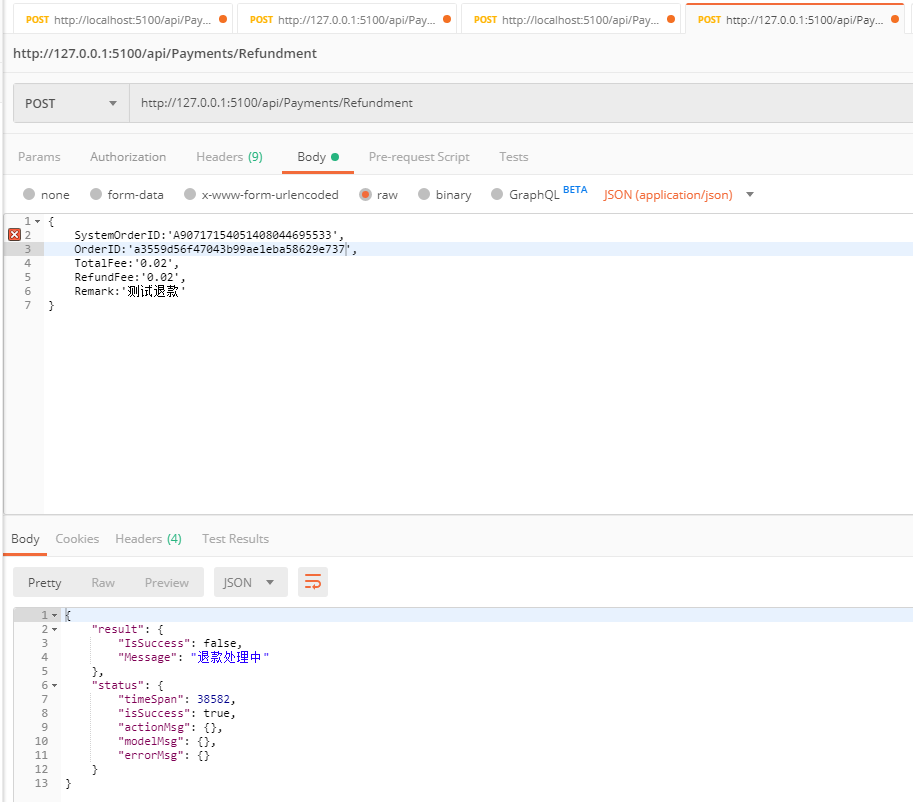 POST http://localhost:5100/api/Pay... POST http://127.0.0.1:5100/api/Pay... POST http://localhost:5100/api/Pay... POST http://127.0.0.1:5100/api/Pay...
http://127.0.0.1:5100/api/Payments/Refundment
POST http://127.0.0.1:5100/api/Payments/Refundment
Params Authorization Headers (9) Body Pre-request Script Tests
none form-data x-www-form-urlencoded raw binary GraphQL BETA JSON (application/json)
1 {
2 SystemOrderID:'A90717154051408044695533',
3 OrderID:'a3559d56f47043b99ae1eba58629e737',
4 TotalFee:'0.02',
5 RefundFee:'0.02',
6 Remark:'测试退款'
7 }
Body Cookies Headers (4) Test Results
Pretty Raw Preview JSON
1 {
2 "result": {
3 "IsSuccess": false,
4 "Message": "退款处理中"
5 },
6 "status": {
7 "timeSpan": 38582,
8 "isSuccess": true,
9 "actionMsg": {},
10 "modelMsg": {},
11 "errorMsg": {}
12 }
13 }